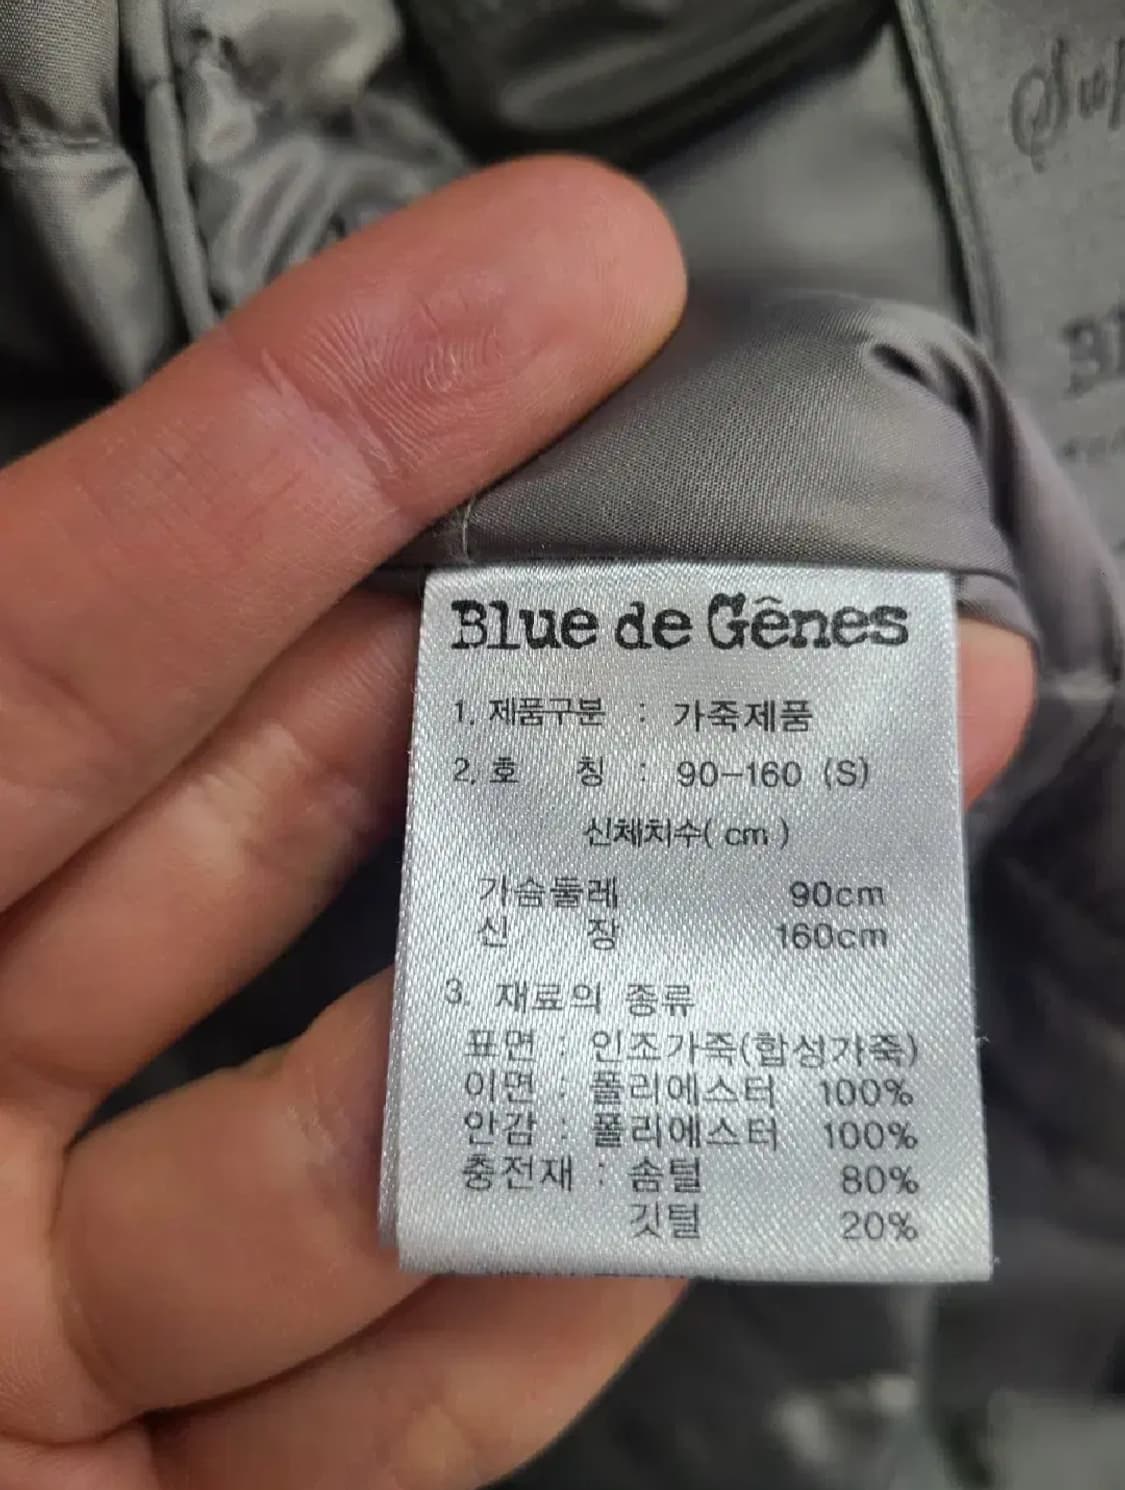 Blue de Gênes
1. 제품구분 : 가죽제품
2. 호 칭 : 90-160 (S)
신체치수( cm )
가슴둘레 90cm
신 장 160cm
3. 재료의 종류
표면 : 인조가죽(합성가죽)
이면 : 폴리에스터 100%
안감 : 폴리에스터 100%
충전재 : 솜털 80%
깃털 20%